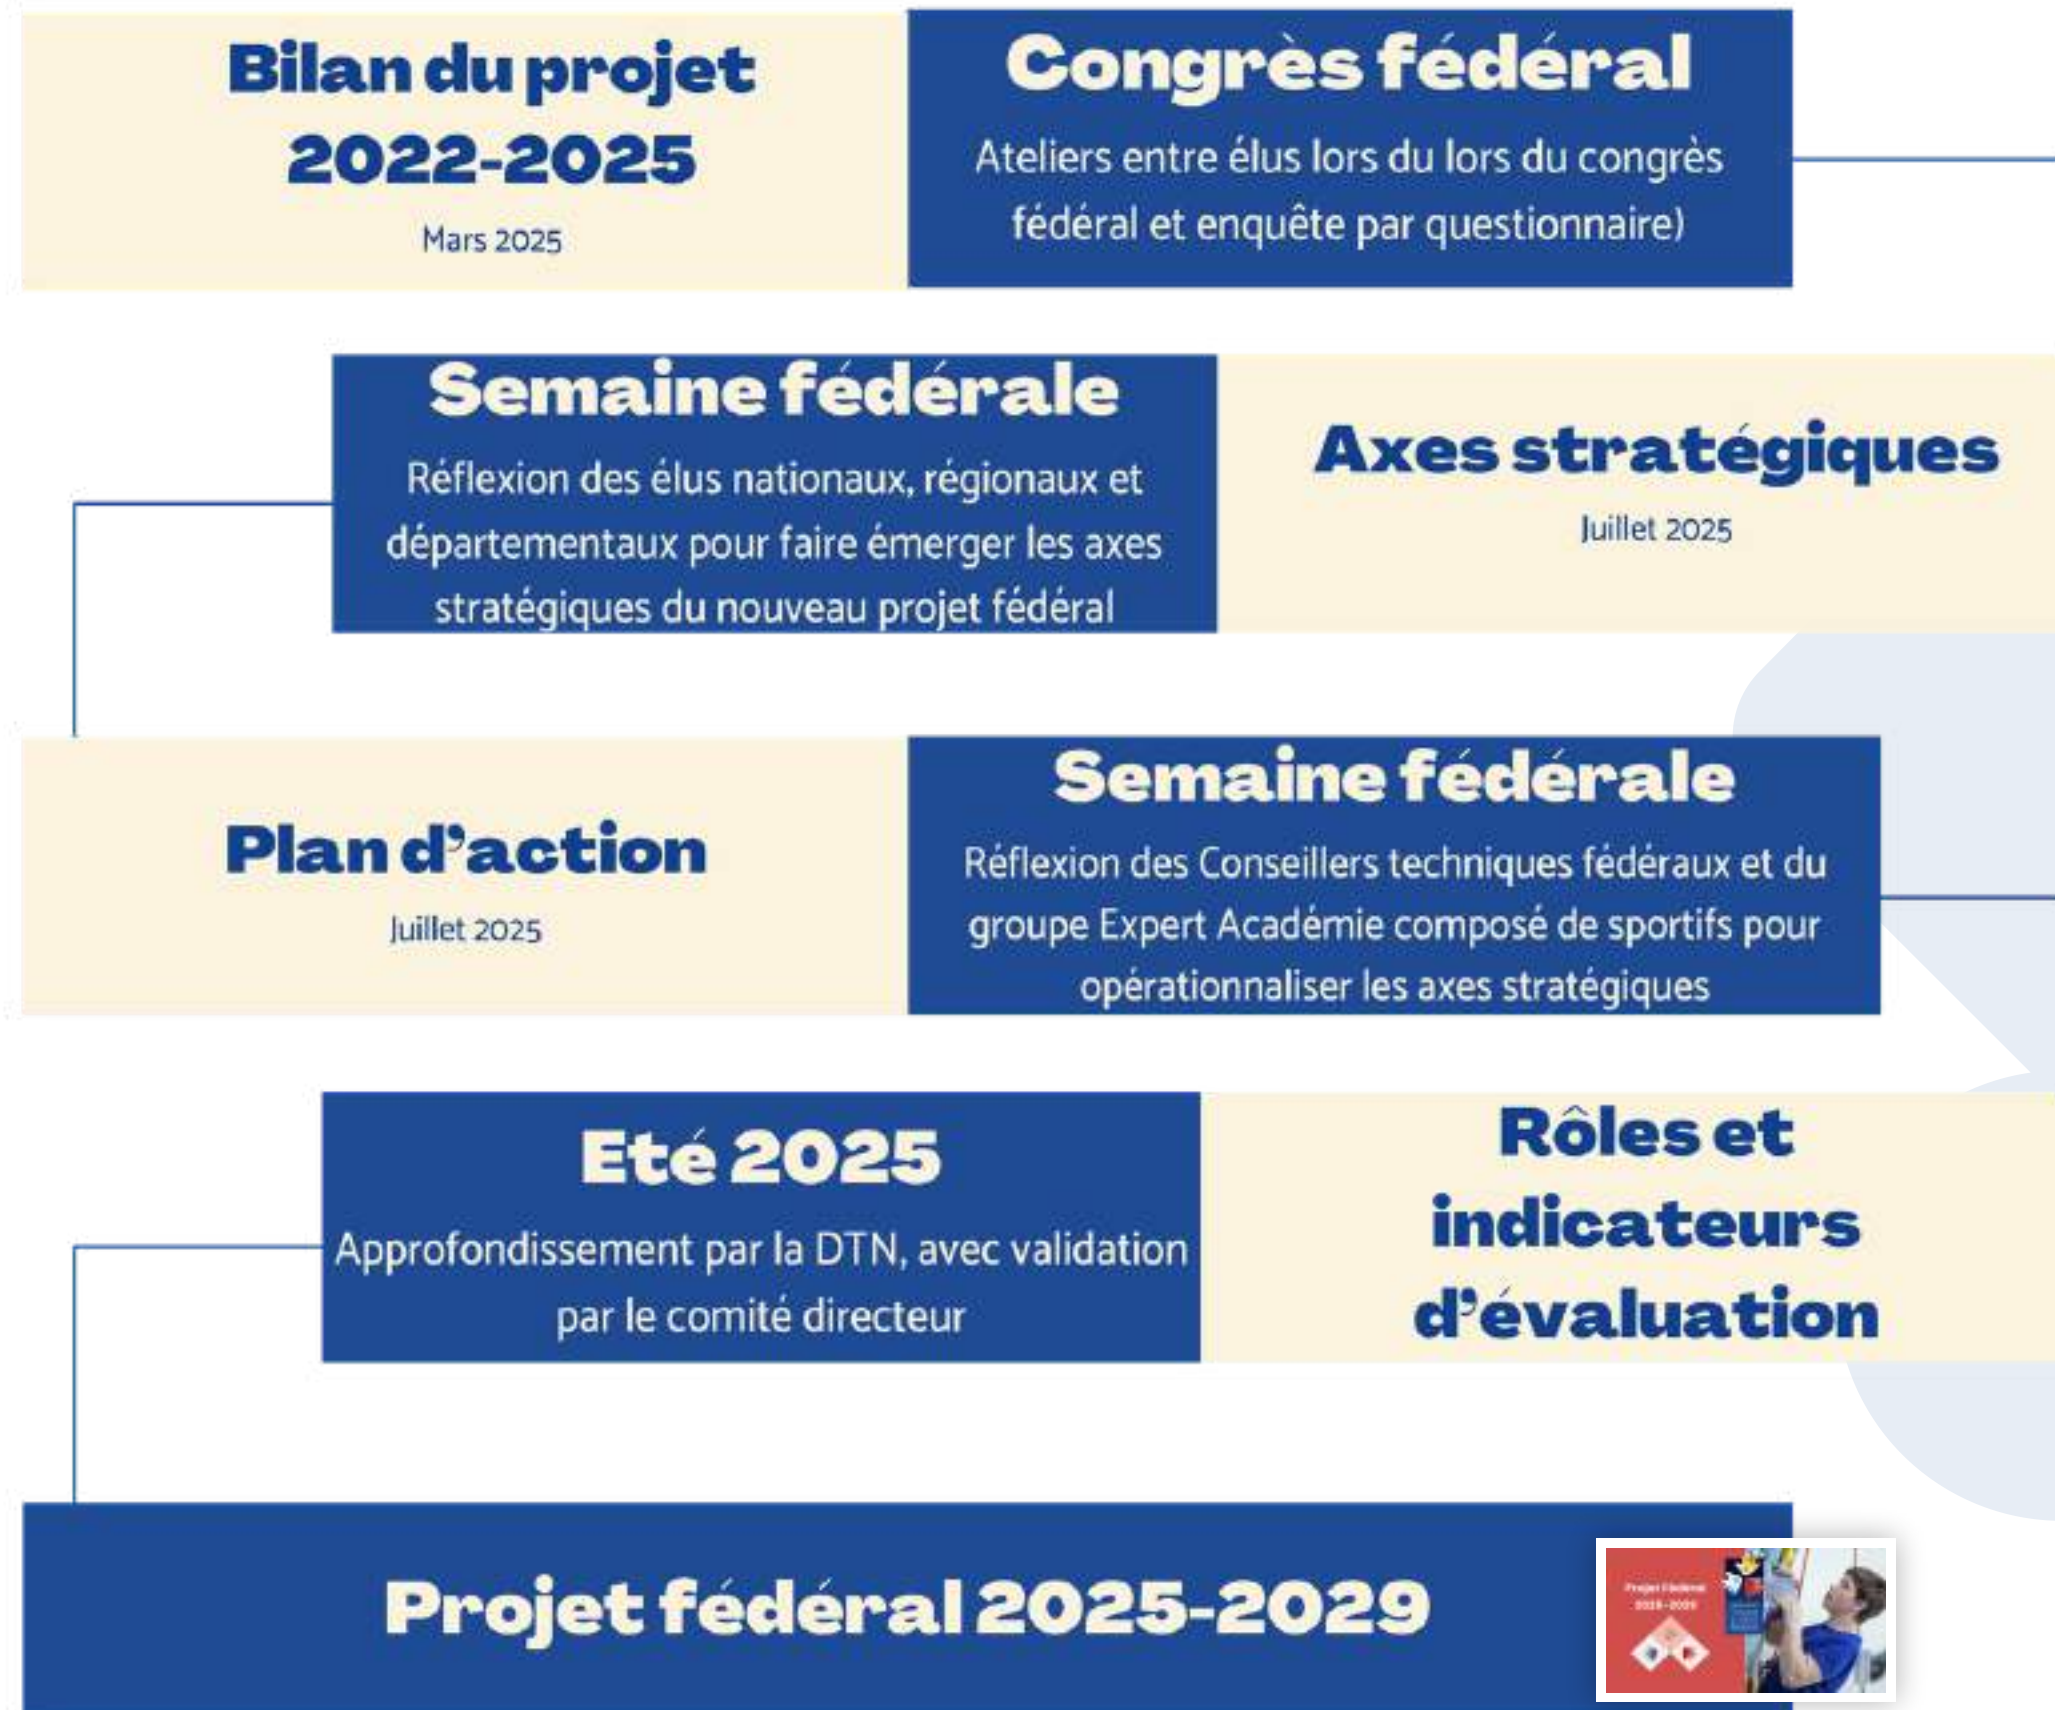 Bilan du projet
2022-2025
Mars 2025
Congrès fédéral
Ateliers entre élus lors du lors du congrès
fédéral et enquête par questionnaire)
Semaine fédérale
Réflexion des élus nationaux, régionaux et
départementaux pour faire émerger les axes
stratégiques du nouveau projet fédéral
Axes stratégiques
Juillet 2025
Plan d’action
Juillet 2025
Semaine fédérale
Réflexion des Conseillers techniques fédéraux et du
groupe Expert Académie composé de sportifs pour
opérationnaliser les axes stratégiques
Eté 2025
Approfondissement par la DTN, avec validation
par le comité directeur
Rôles et
indicateurs
d’évaluation
Projet fédéral 2025-2029
Projet Fédéral
2025-2029